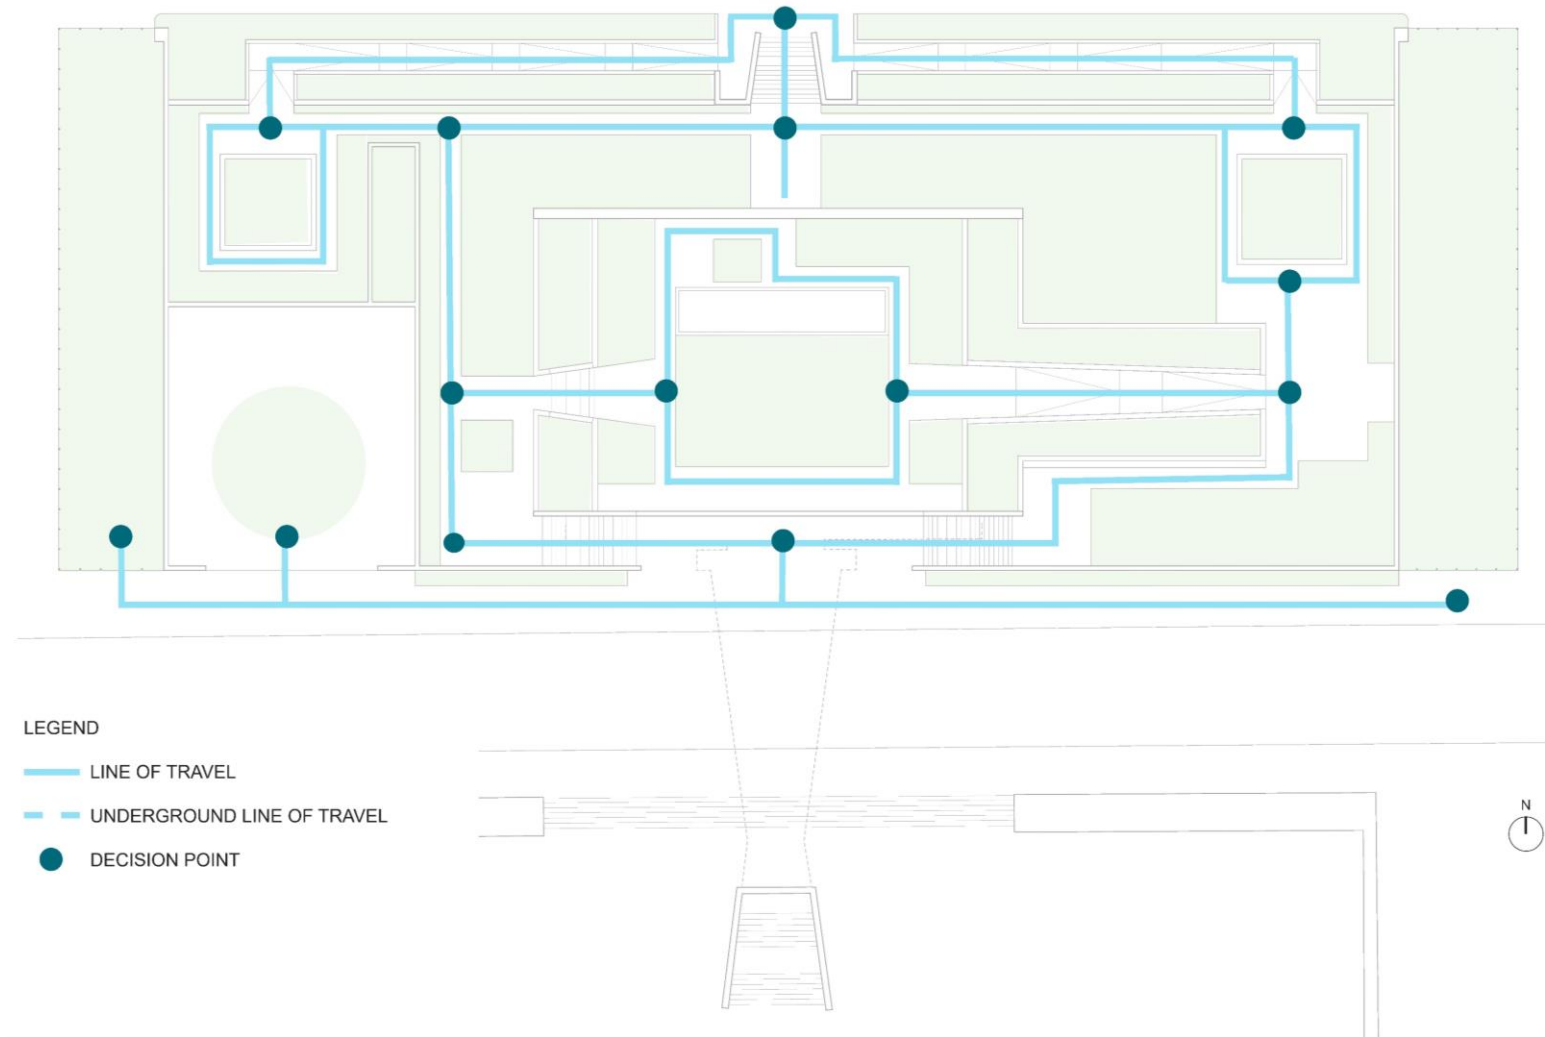 LEGEND
LINE OF TRAVEL
UNDERGROUND LINE OF TRAVEL
DECISION POINT
N